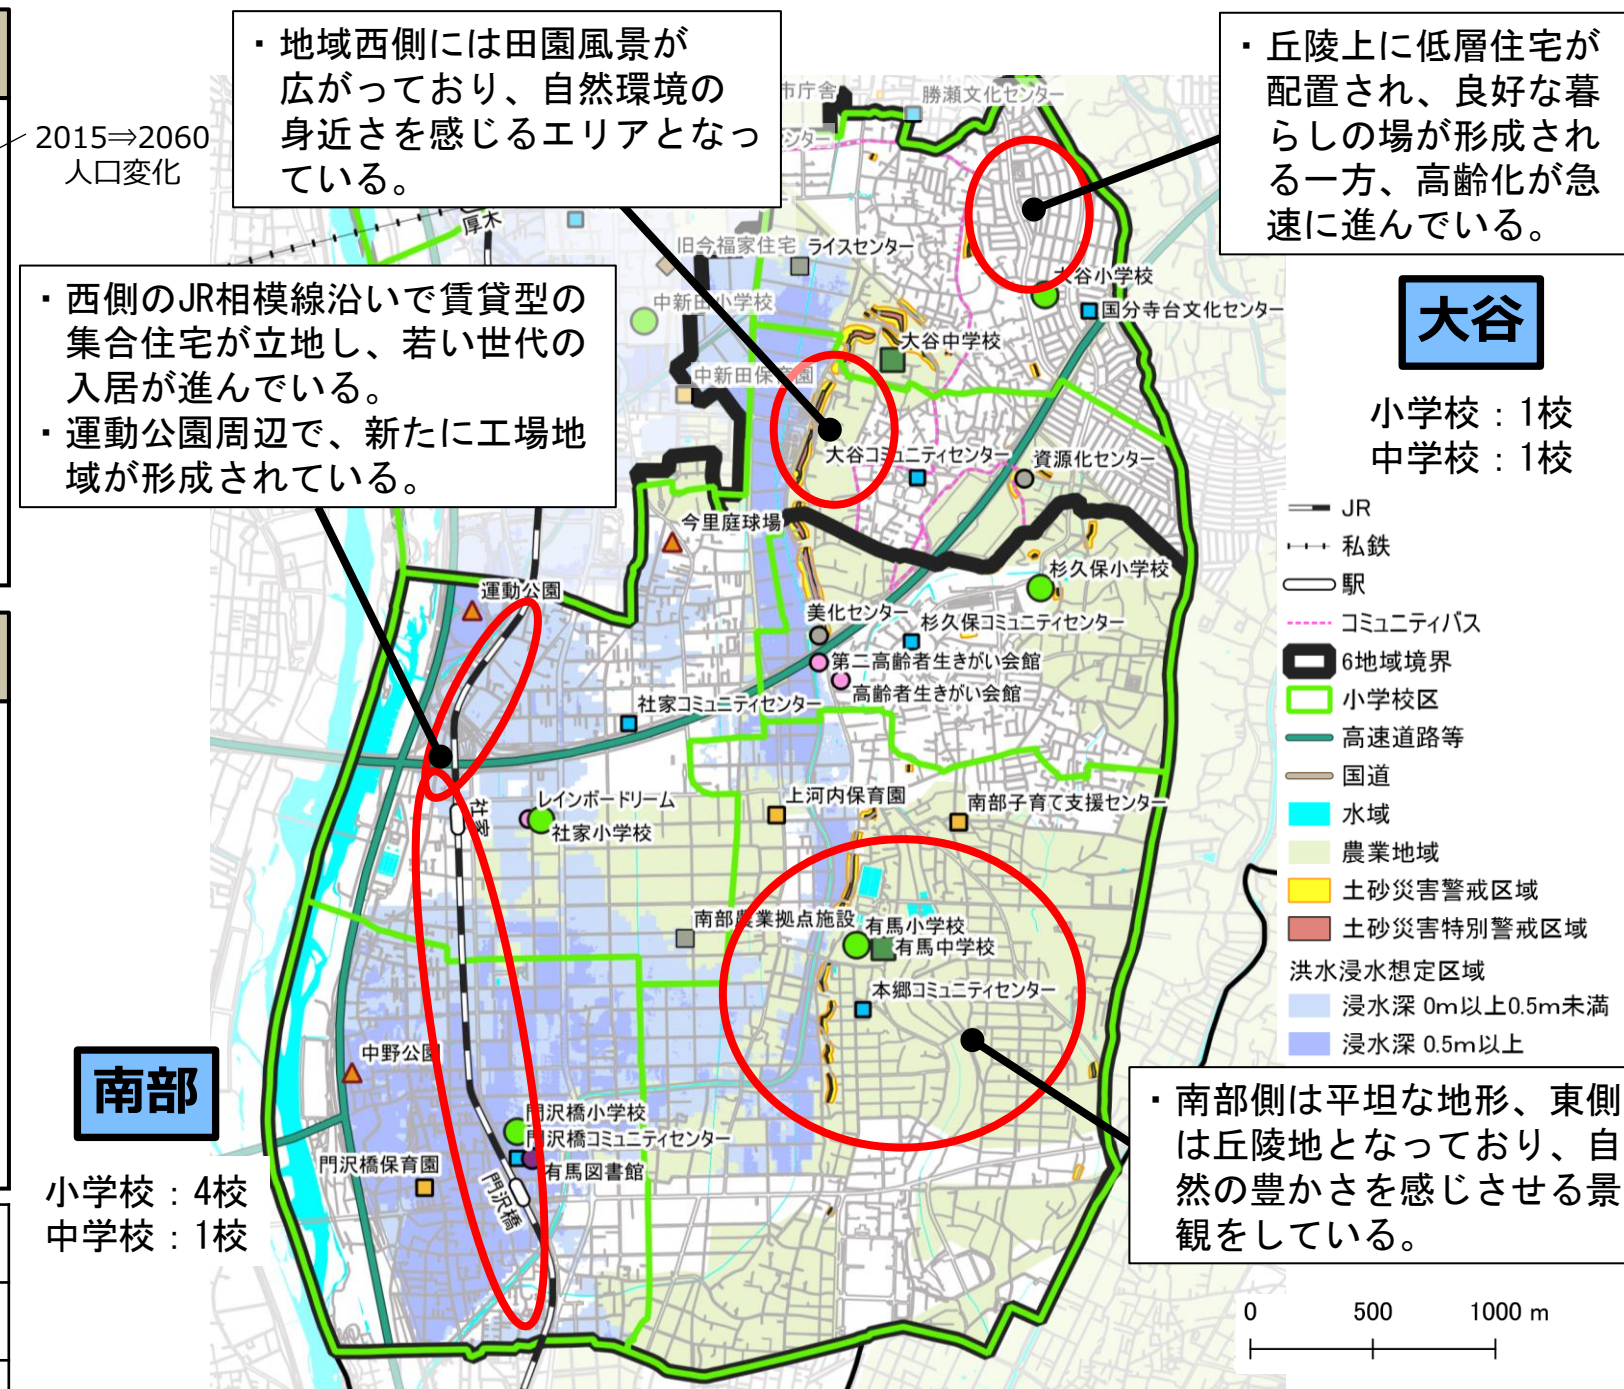 ・地域西側には田園風景が
広がっており、自然環境の
身近さを感じるエリアとなっ
ている。
・丘陵上に低層住宅が
配置され、良好な暮
らしの場が形成され
る一方、高齢化が急
速に進んでいる。
2015⇒2060
人口変化
・西側のJR相模線沿いで賃貸型の
集合住宅が立地し、若い世代の
入居が進んでいる。
・運動公園周辺で、新たに工場地
域が形成されている。
市庁舎
勝瀬文化センター
ンター
厚木
旧今福家住宅
ライスセンター
中新田小学校
大谷小学校
国分寺台文化センター
大谷中学校
中新田保育園
大谷コミュニティセンター
資源化センター
今里庭球場
運動公園
杉久保小学校
美化センター
杉久保コミュニティセンター
第二高齢者生きがい会館
高齢者生きがい会館
社家コミュニティセンター
社家
レインボードリーム
社家小学校
上河内保育園
南部子育て支援センター
南部農業拠点施設
有馬小学校
有馬中学校
本郷コミュニティセンター
中野公園
門沢橋小学校
門沢橋コミュニティセンター
有馬図書館
門沢橋保育園
門沢橋
大谷
小学校：1校
中学校：1校
JR
私鉄
駅
コミュニティバス
6地域境界
小学校区
高速道路等
国道
水域
農業地域
土砂災害警戒区域
土砂災害特別警戒区域
洪水浸水想定区域
浸水深 0m以上0.5m未満
浸水深 0.5m以上
南部
小学校：4校
中学校：1校
・南部側は平坦な地形、東側
は丘陵地となっており、自
然の豊かさを感じさせる景
観をしている。
0 500 1000 m